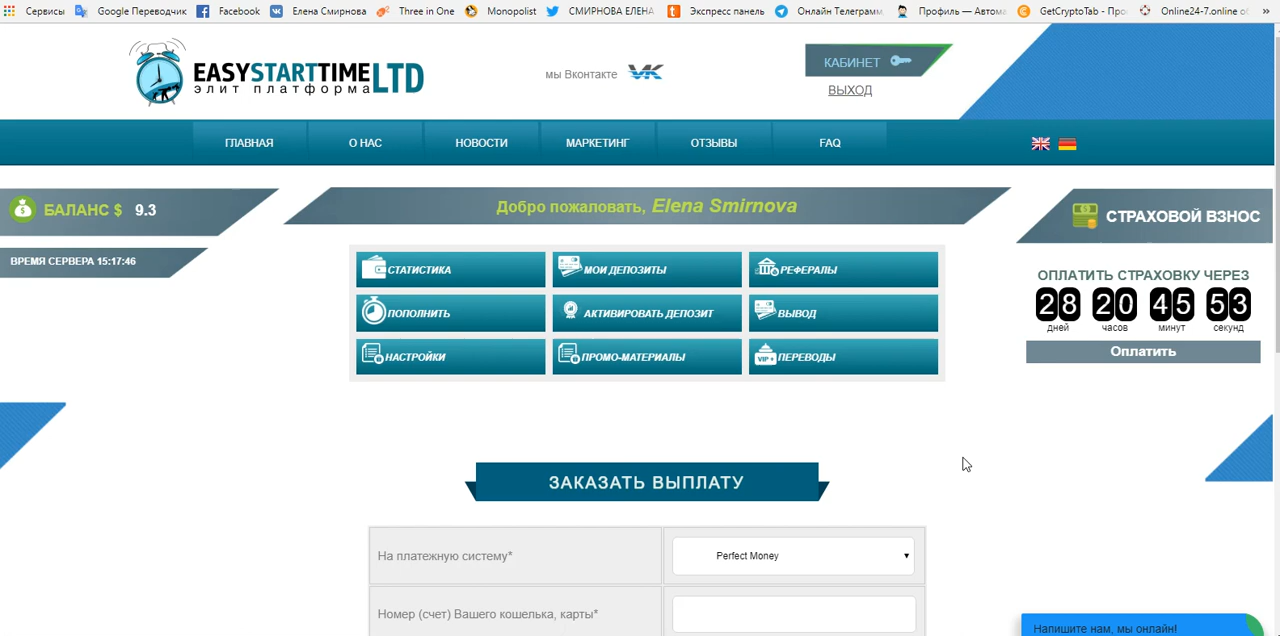 Сервисы Google Переводчик Facebook Елена Смирнова Three in One Monopolist СМИРНОВА ЕЛЕНА Экспресс панель Онлайн Телеграмм Профиль — Автома GetCryptoTab - Про Online24-7.online об »
EASYSTARTTIME LTD
элит платформа
мы Вконтакте
КАБИНЕТ
ВЫХОД
ГЛАВНАЯ О НАС НОВОСТИ МАРКЕТИНГ ОТЗЫВЫ FAQ
БАЛАНС $ 9.3
Добро пожаловать, Elena Smirnova
СТРАХОВОЙ ВЗНОС
ВРЕМЯ СЕРВЕРА 15:17:46
СТАТИСТИКА МОИ ДЕПОЗИТЫ РЕФЕРАЛЫ
ПОПОЛНИТЬ АКТИВИРОВАТЬ ДЕПОЗИТ ВЫВОД
НАСТРОЙКИ ПРОМО-МАТЕРИАЛЫ ПЕРЕВОДЫ
ОПЛАТИТЬ СТРАХОВКУ ЧЕРЕЗ
28 20 45 53
дней часов минут секунд
Оплатить
ЗАКАЗАТЬ ВЫПЛАТУ
На платежную систему* Perfect Money
Номер (счет) Вашего кошелька, карты*
Напишите нам, мы онлайн!